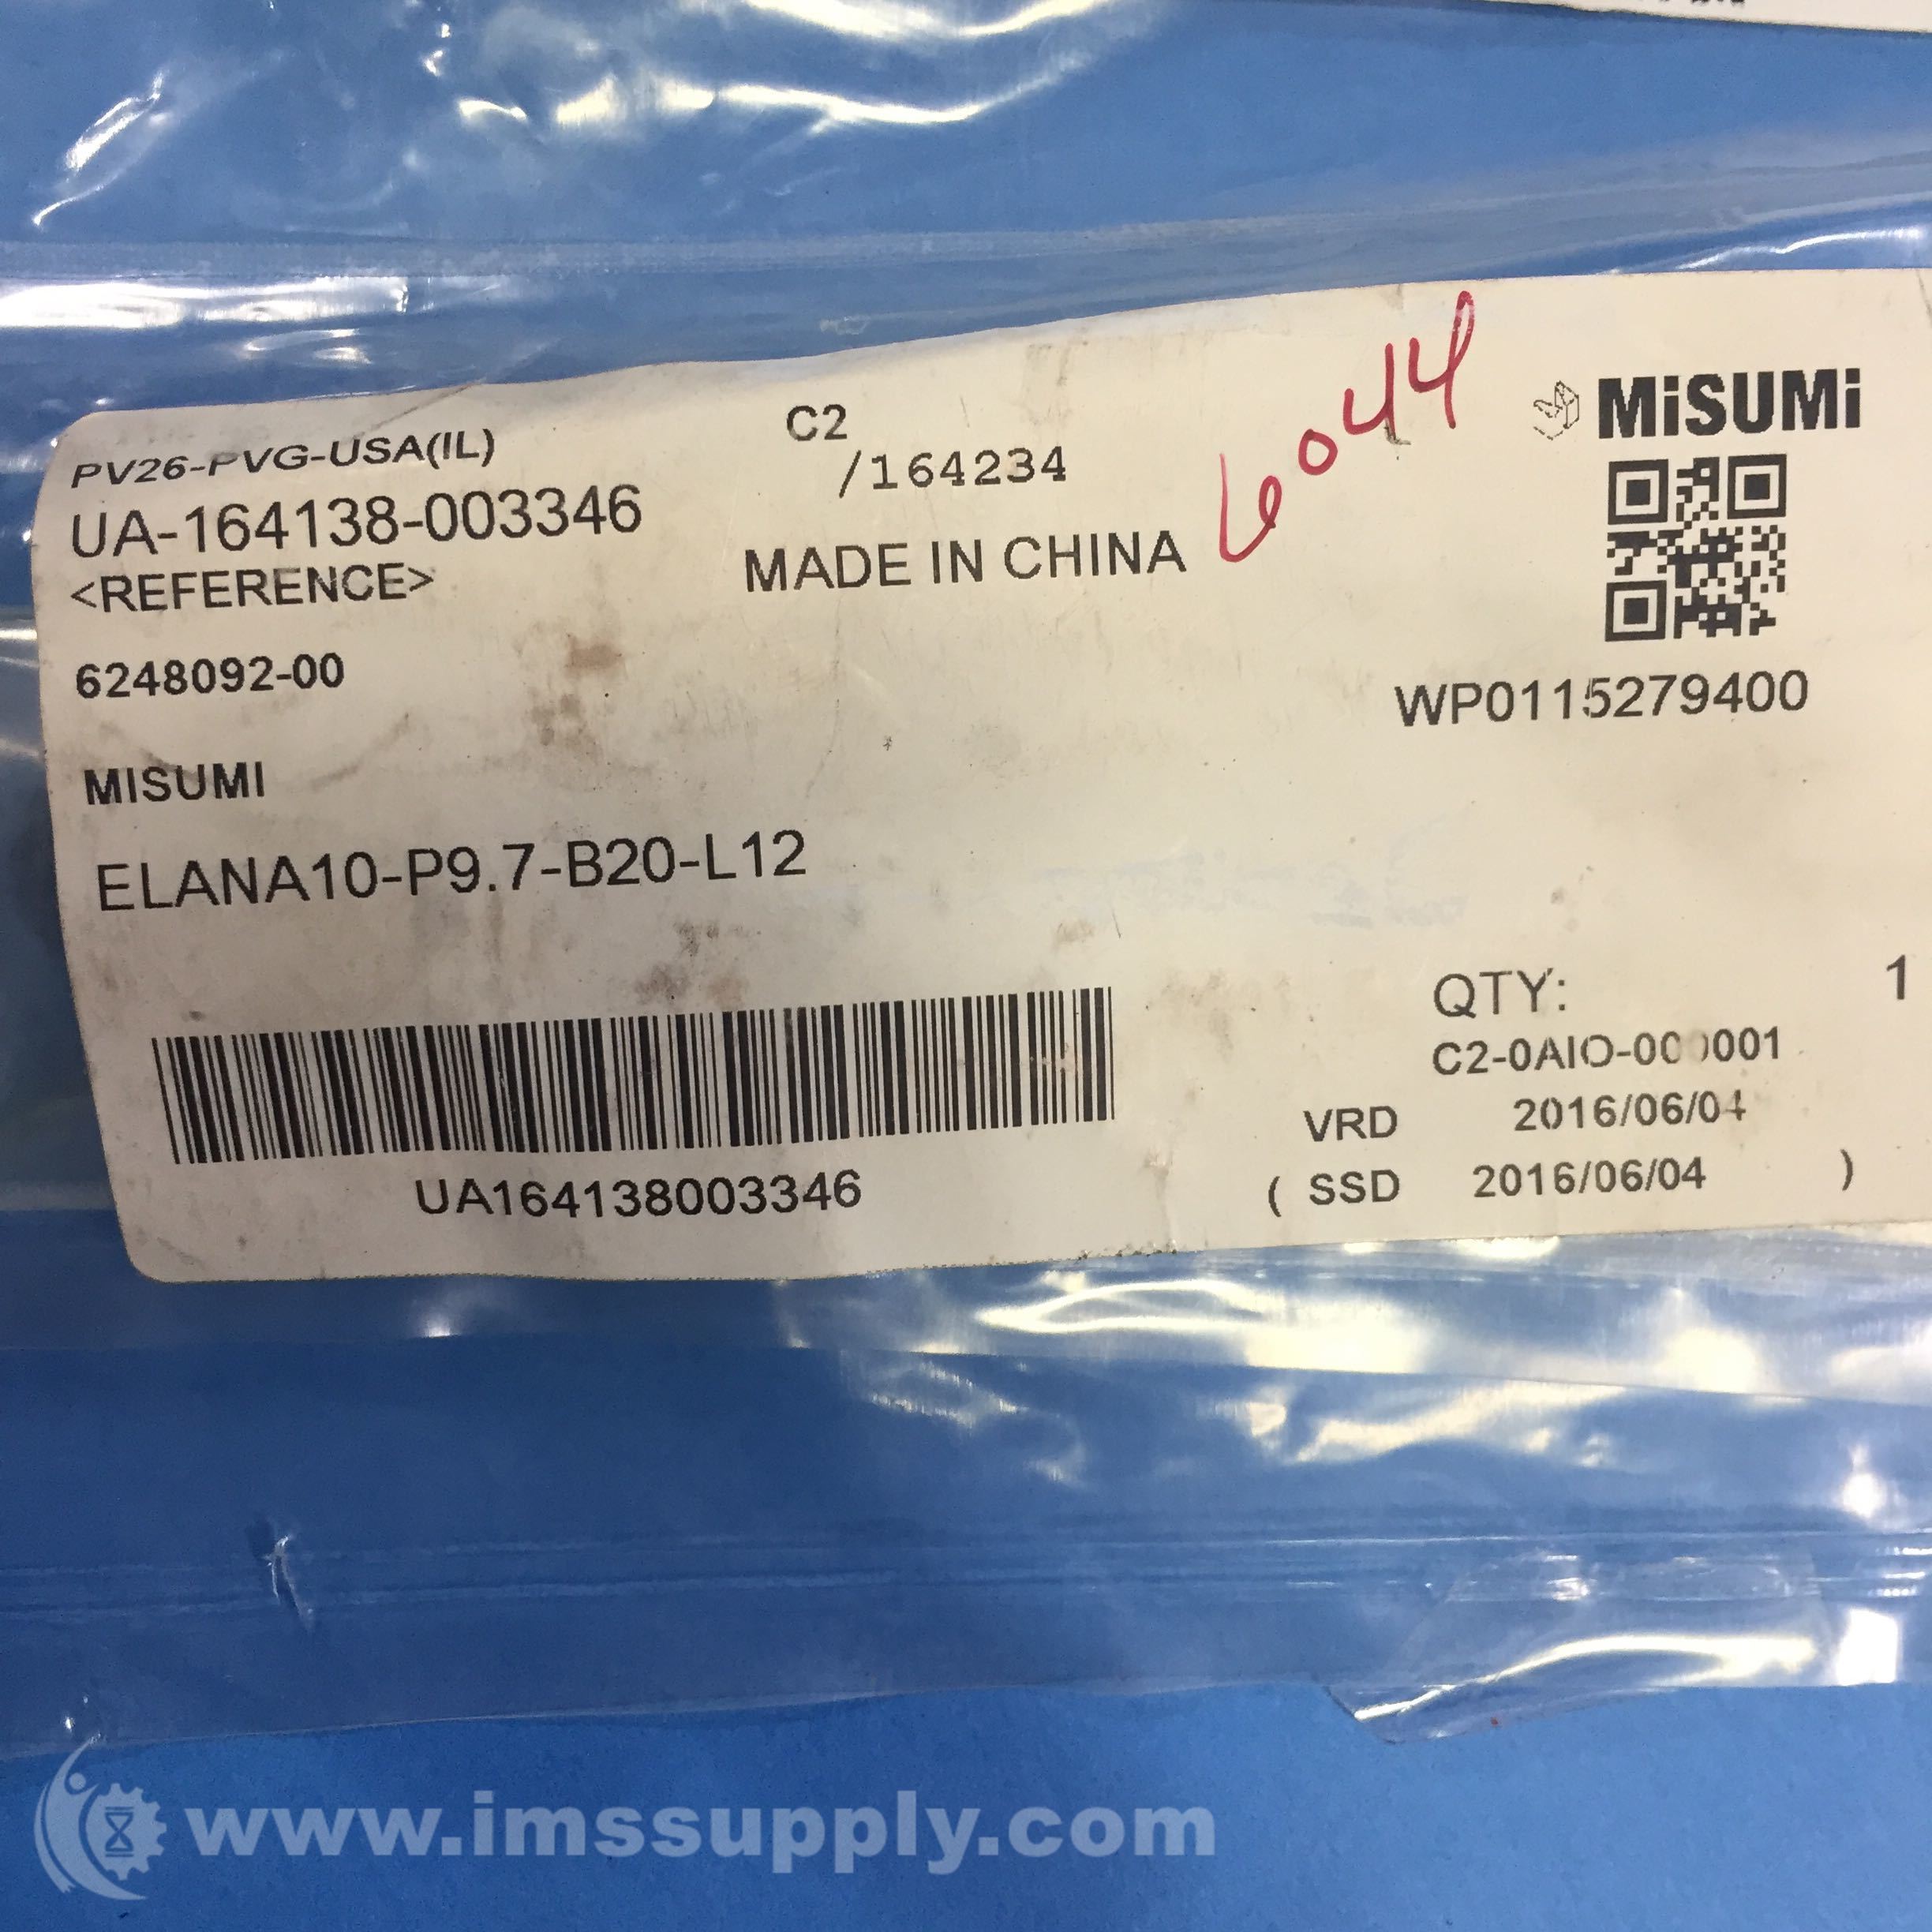 PV26-PVG-USA(IL)
C2
/164234
6044
MiSUMi
UA-164138-003346
<REFERENCE>
MADE IN CHINA
6248092-00
WP0115279400
MISUMI
ELANA10-P9.7-B20-L12
QTY: 1
VRD 2016/06/04
( SSD 2016/06/04 )
UA164138003346
www.imssupply.com